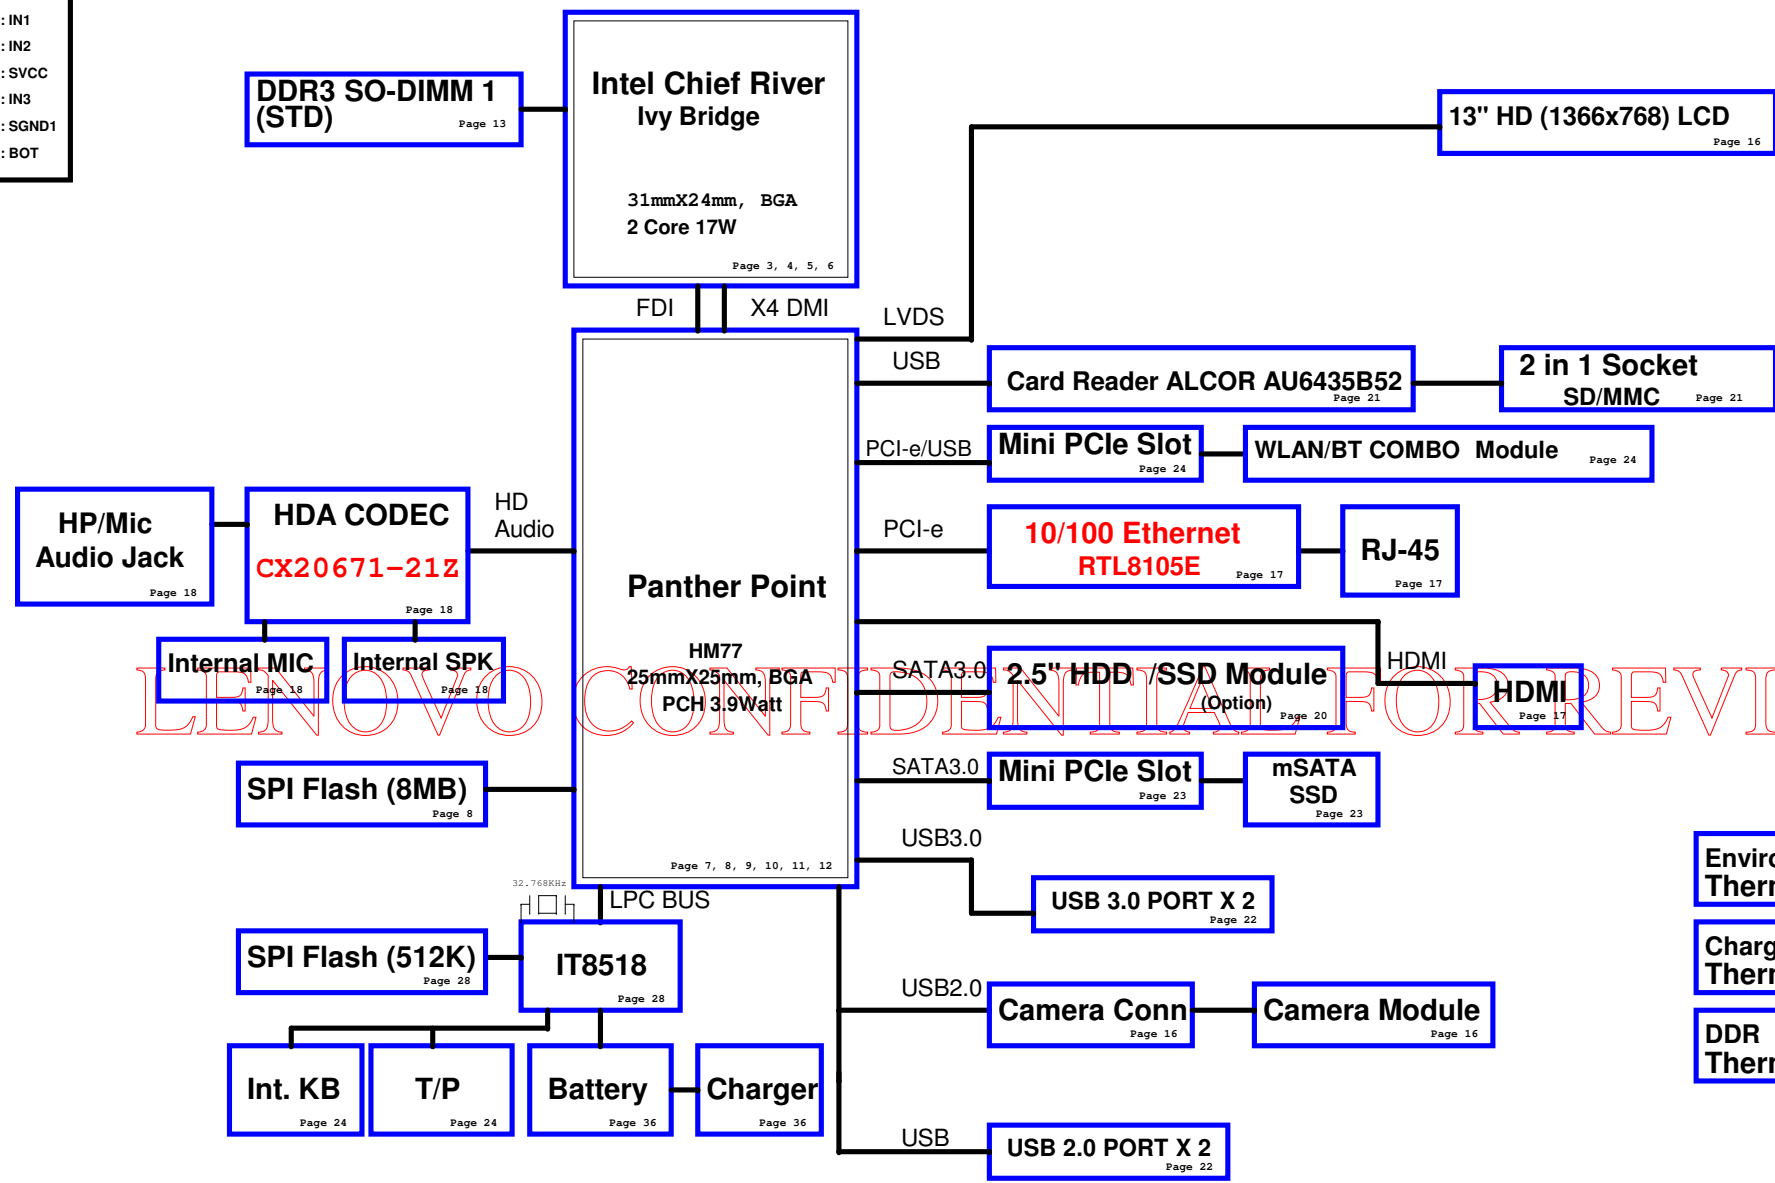 : IN1
: IN2
: SVCC
: IN3
: SGND1
: BOT
DDR3 SO-DIMM 1
(STD)
Page 13
Intel Chief River
Ivy Bridge
31mmX24mm, BGA
2 Core 17W
Page 3, 4, 5, 6
13" HD (1366x768) LCD
Page 16
FDI
X4 DMI
LVDS
USB
Card Reader ALCOR AU6435B52
Page 21
2 in 1 Socket
SD/MMC
Page 21
PCI-e/USB
Mini PCIe Slot
Page 24
WLAN/BT COMBO Module
Page 24
HP/Mic
Audio Jack
Page 18
HDA CODEC
CX20671-21Z
Page 18
HD
Audio
PCI-e
10/100 Ethernet
RTL8105E
Page 17
RJ-45
Page 17
Panther Point
HM77
25mmX25mm, BGA
PCH 3.9Watt
Page 7, 8, 9, 10, 11, 12
Internal MIC
Page 18
Internal SPK
Page 18
LENOVO CONFIDENTIAL FOR REVI
SATA3.0
2.5" HDD /SSD Module
(Option)
Page 20
HDMI
HDMI
Page 17
SPI Flash (8MB)
Page 8
SATA3.0
Mini PCIe Slot
Page 23
mSATA
SSD
Page 23
USB3.0
USB 3.0 PORT X 2
Page 22
32.768KHz
LPC BUS
SPI Flash (512K)
Page 28
IT8518
Page 28
USB2.0
Camera Conn
Page 16
Camera Module
Page 16
Int. KB
Page 24
T/P
Page 24
Battery
Page 36
Charger
Page 36
USB
USB 2.0 PORT X 2
Page 22
Enviro
Therm
Charg
Therm
DDR
Therm